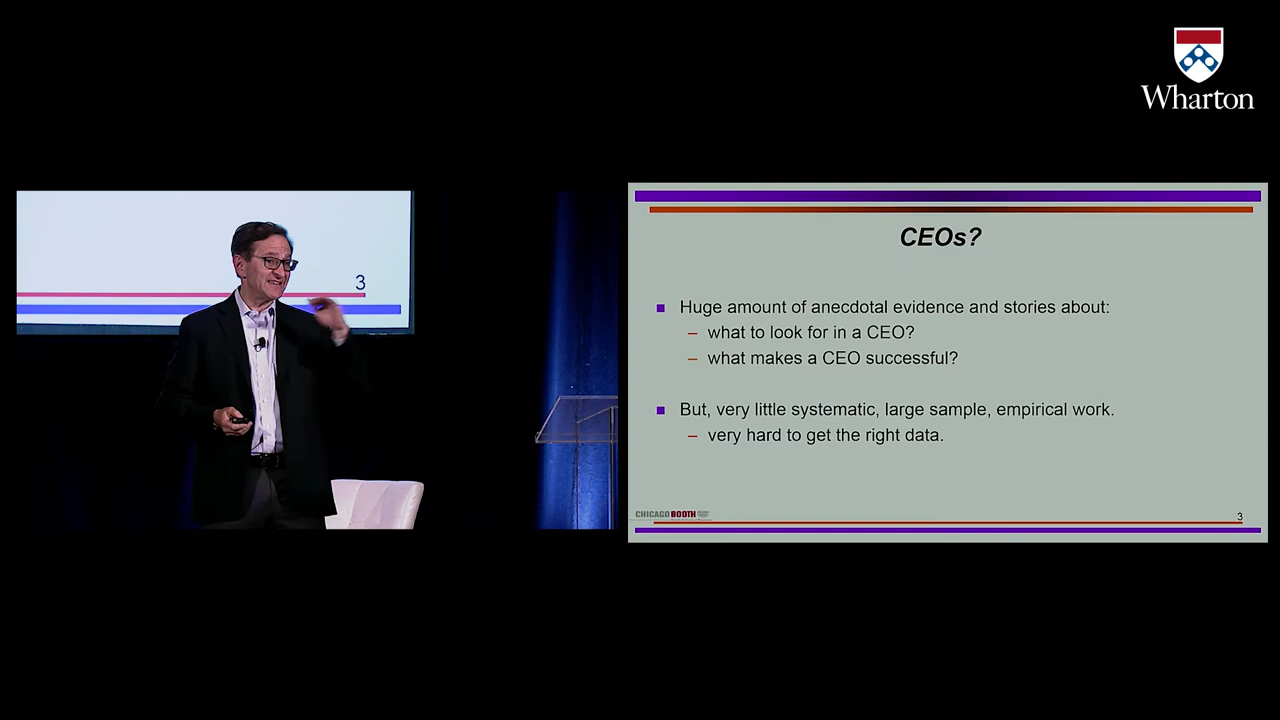 Wharton
3
CEOs?
■ Huge amount of anecdotal evidence and stories about:
– what to look for in a CEO?
– what makes a CEO successful?
■ But, very little systematic, large sample, empirical work.
– very hard to get the right data.
CHICAGO BOOTH
3